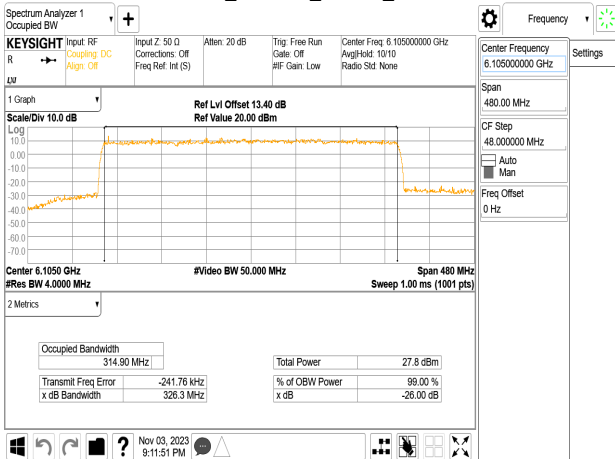 Spectrum Analyzer 1
Occupied BW
Frequency
KEYSIGHT Input: RF Input Z: 50 Ω Atten: 20 dB Trig: Free Run Center Freq: 6.105000000 GHz
R Coupling: DC Corrections: Off Gate: Off Avg|Hold: 10/10
Align: Off Freq Ref: Int (S) #IF Gain: Low Radio Std: None
Center Frequency
6.105000000 GHz
Settings
Span
480.00 MHz
CF Step
48.000000 MHz
Auto
Man
Freq Offset
0 Hz
1 Graph
Ref Lvl Offset 13.40 dB
Scale/Div 10.0 dB Ref Value 20.00 dBm
Log
10.0
0.00
-10.0
-20.0
-30.0
-40.0
-50.0
-60.0
-70.0
Center 6.1050 GHz #Video BW 50.000 MHz Span 480 MHz
#Res BW 4.0000 MHz Sweep 1.00 ms (1001 pts)
2 Metrics
Occupied Bandwidth
314.90 MHz Total Power 27.8 dBm
Transmit Freq Error -241.76 kHz % of OBW Power 99.00 %
x dB Bandwidth 326.3 MHz x dB -26.00 dB
? Nov 03, 2023
9:11:51 PM